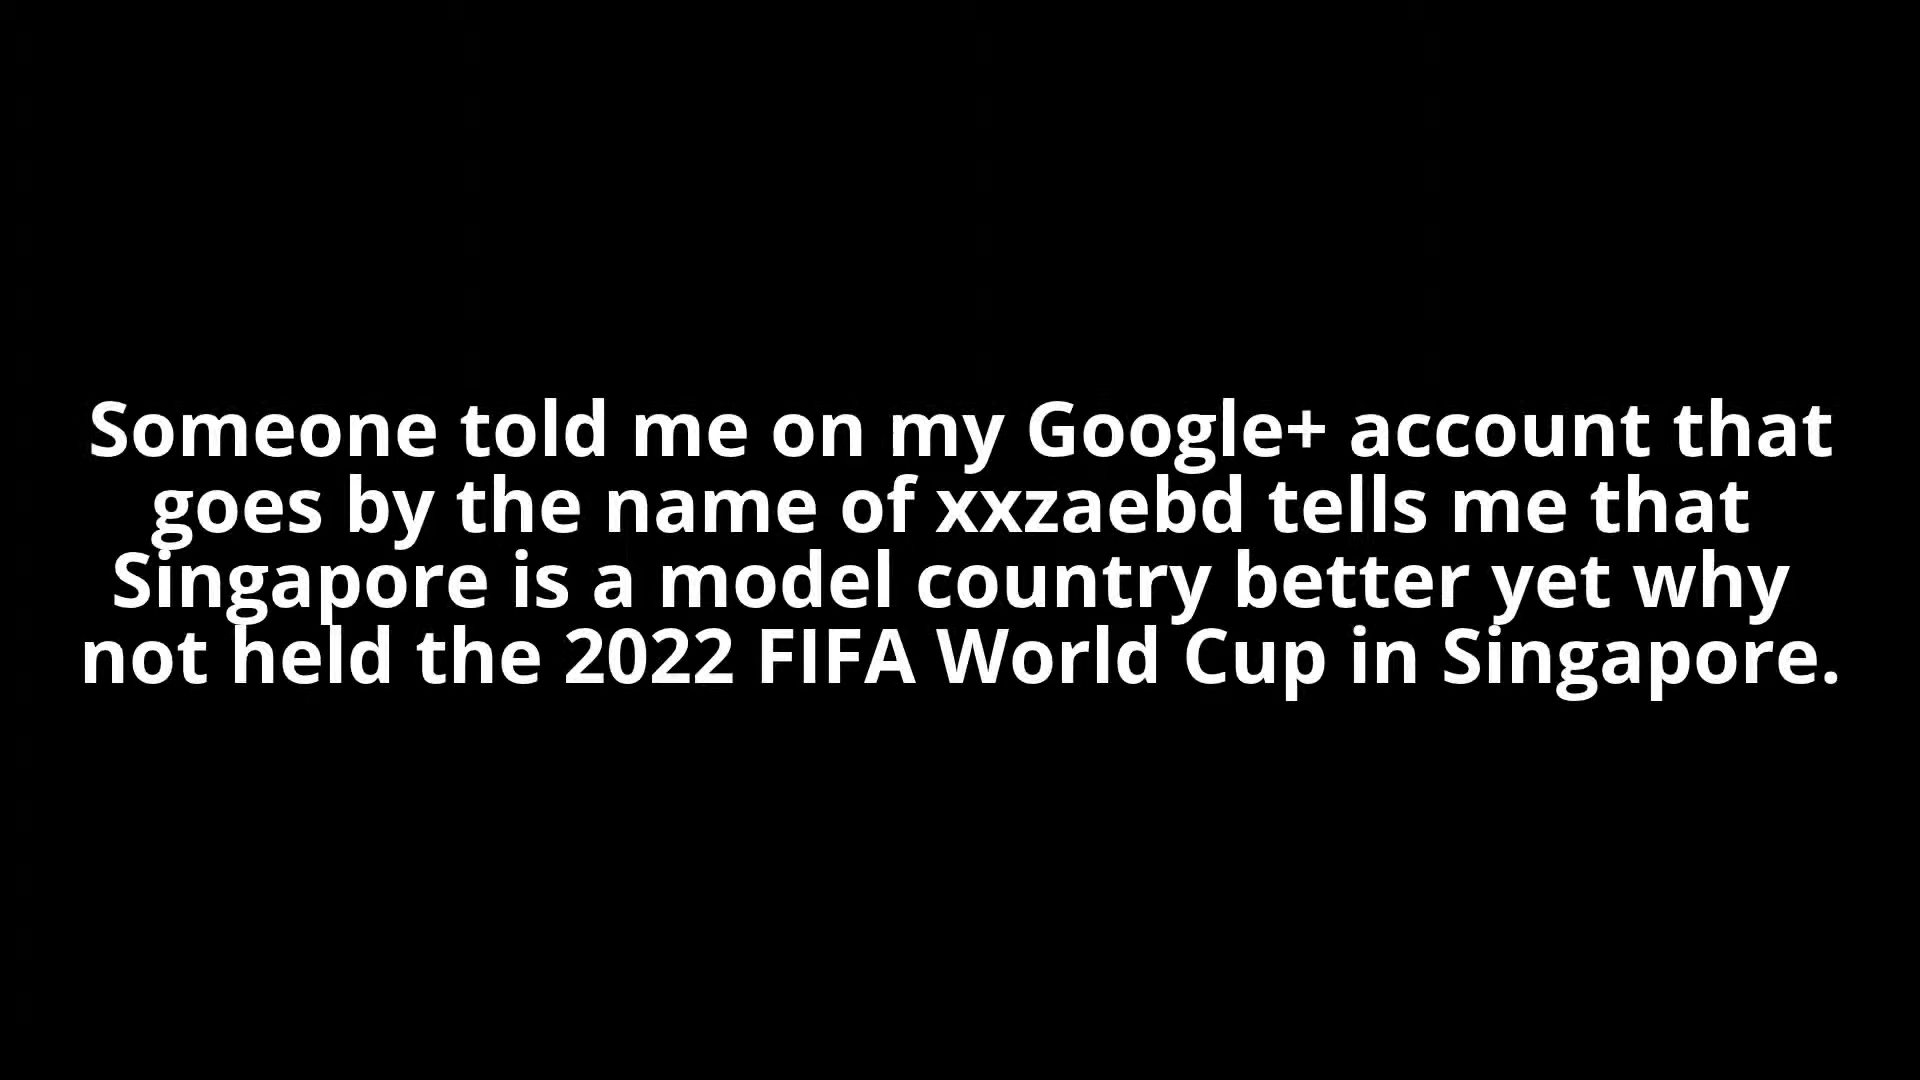 Someone told me on my Google+ account that
goes by the name of xxzaebd tells me that
Singapore is a model country better yet why
not held the 2022 FIFA World Cup in Singapore.